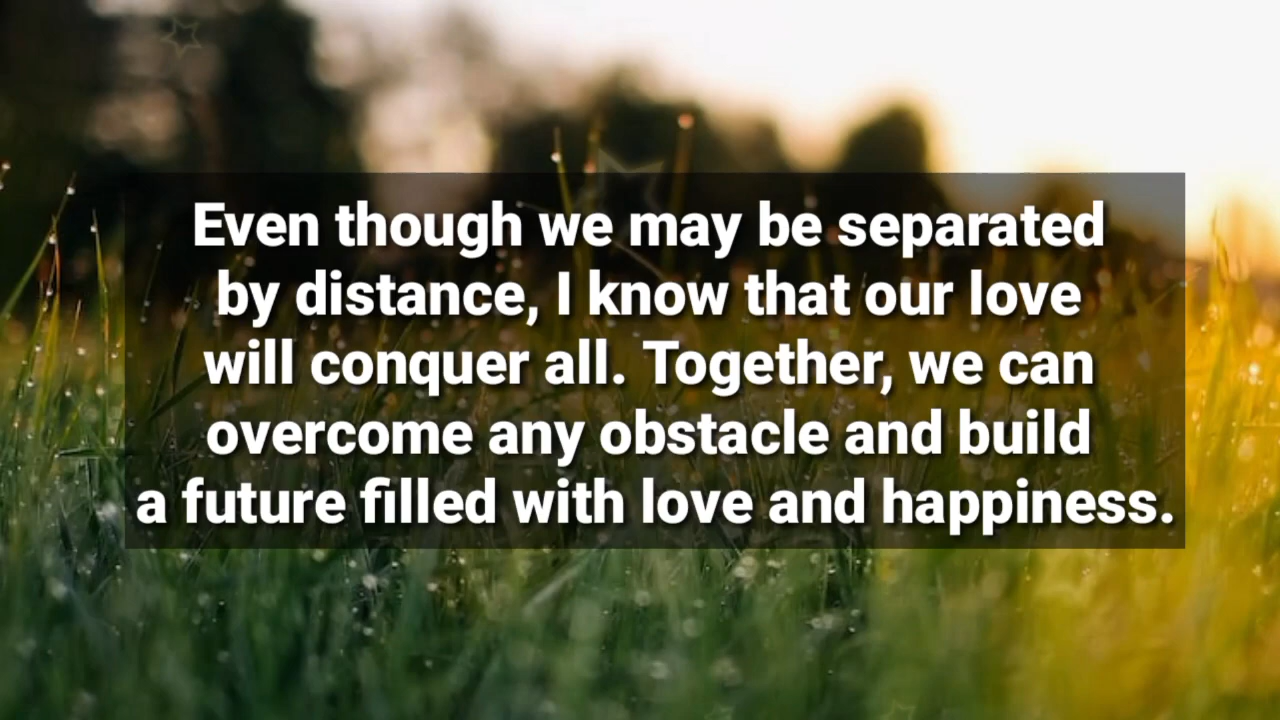 Even though we may be separated
by distance, I know that our love
will conquer all. Together, we can
overcome any obstacle and build
a future filled with love and happiness.